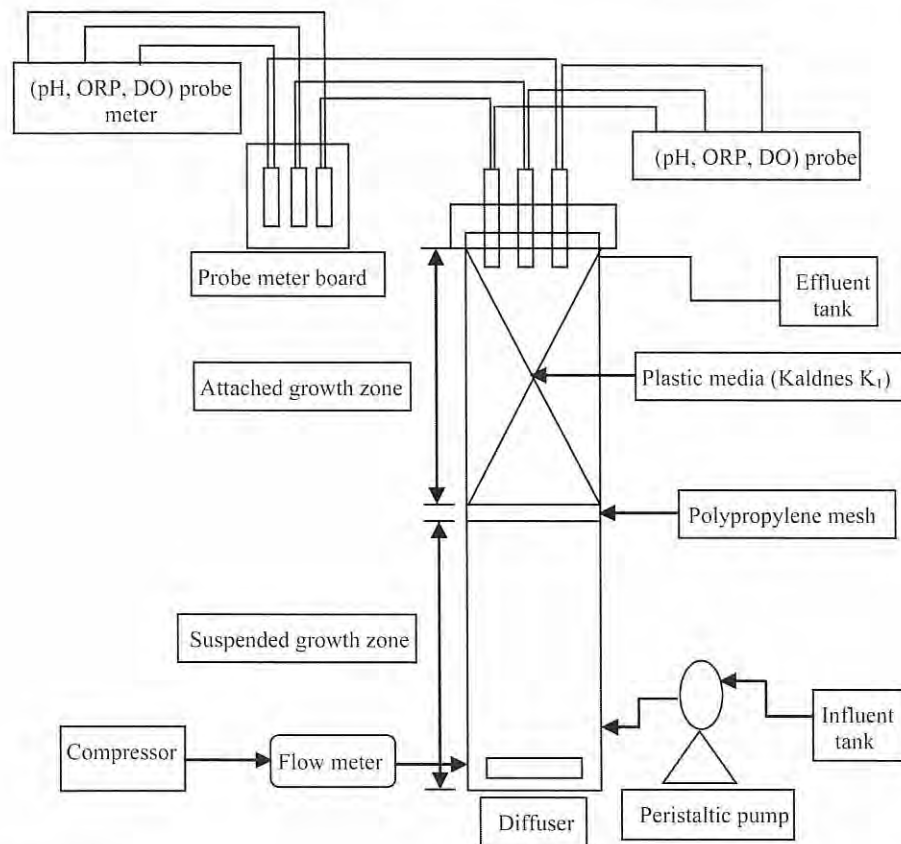 (pH, ORP, DO) probe
meter
(pH, ORP, DO) probe
Probe meter board
Effluent
tank
Attached growth zone
Plastic media (Kaldnes K₁)
Polypropylene mesh
Suspended growth zone
Influent
tank
Compressor
Flow meter
Peristaltic pump
Diffuser